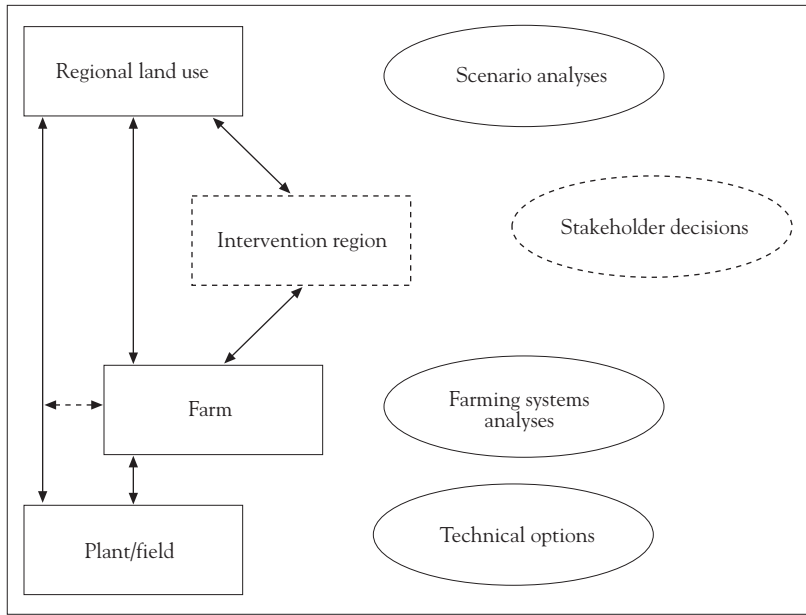 Regional land use
Scenario analyses
Intervention region
Stakeholder decisions
Farm
Farming systems
analyses
Plant/field
Technical options